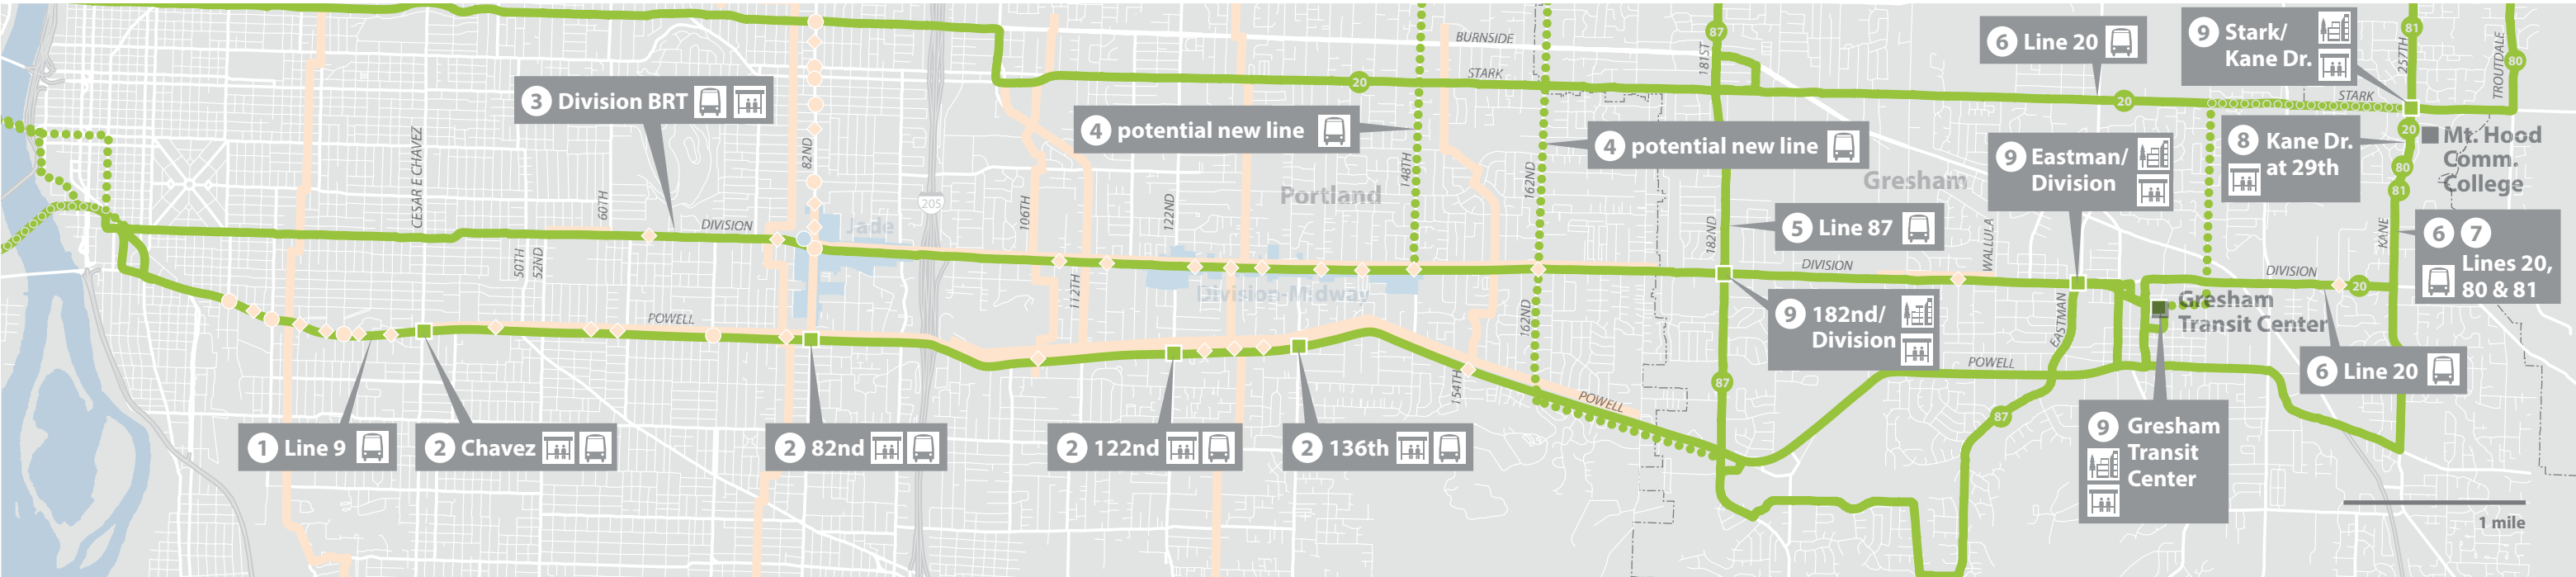 87
BURNSIDE
181ST
STARK
20
6 Line 20
20
9 Stark/
Kane Dr.
257TH
81
TROUTDALE
80
STARK
3 Division BRT
4 potential new line
4 potential new line
148TH
162ND
CESAR E CHAVEZ
82ND
60TH
50TH
52ND
DIVISION
Jade
205
106TH
112TH
122ND
Portland
Division-Midway
Gresham
182ND
5 Line 87
DIVISION
WALLULA
9 Eastman/
Division
8 Kane Dr.
at 29th
20
80
81
Mt. Hood
Comm.
College
KANE
6 7
Lines 20,
80 & 81
DIVISION
20
Gresham
Transit Center
EASTMAN
9 182nd/
Division
162ND
POWELL
154TH
POWELL
87
POWELL
87
6 Line 20
1 Line 9
2 Chavez
2 82nd
2 122nd
2 136th
9 Gresham
Transit
Center
1 mile